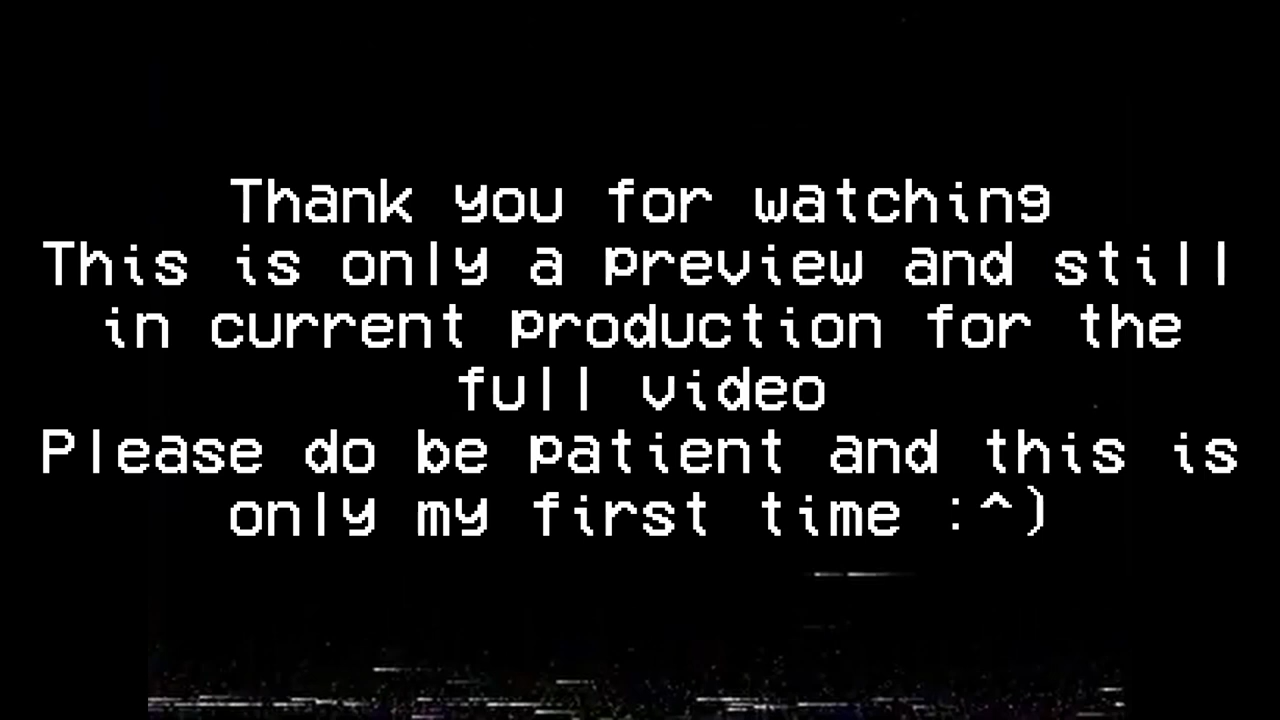 Thank you for watching
This is only a preview and still
in current production for the
full video
Please do be patient and this is
only my first time :^)